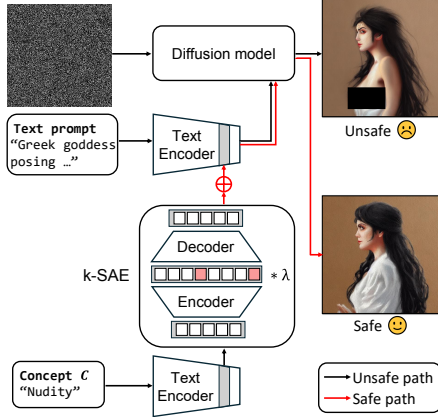 Diffusion model
Unsafe
Text prompt
“Greek goddess
posing …”
Text
Encoder
Decoder
k-SAE
* λ
Encoder
Safe
Concept C
“Nudity”
Text
Encoder
Unsafe path
Safe path